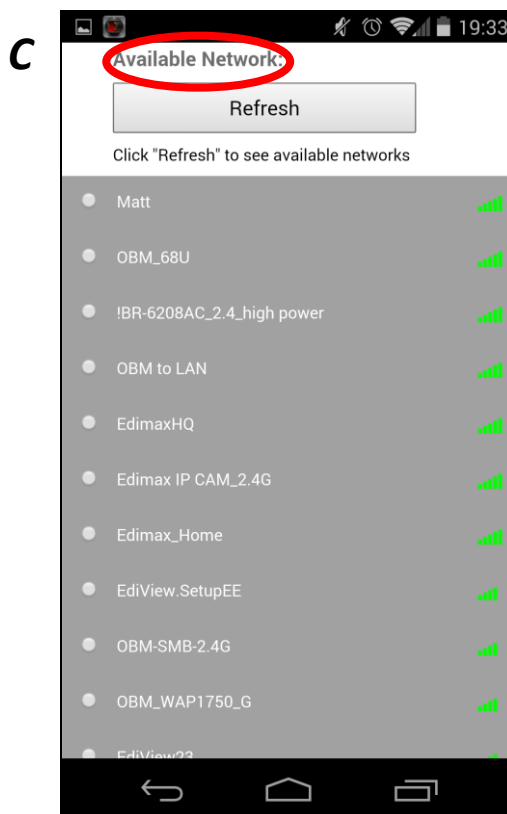 C
19:33
Available Network:
Refresh
Click "Refresh" to see available networks
Matt
OBM_68U
!BR-6208AC_2.4_high power
OBM to LAN
EdimaxHQ
Edimax IP CAM_2.4G
Edimax_Home
EdiView.SetupEE
OBM-SMB-2.4G
OBM_WAP1750_G
EdiView23